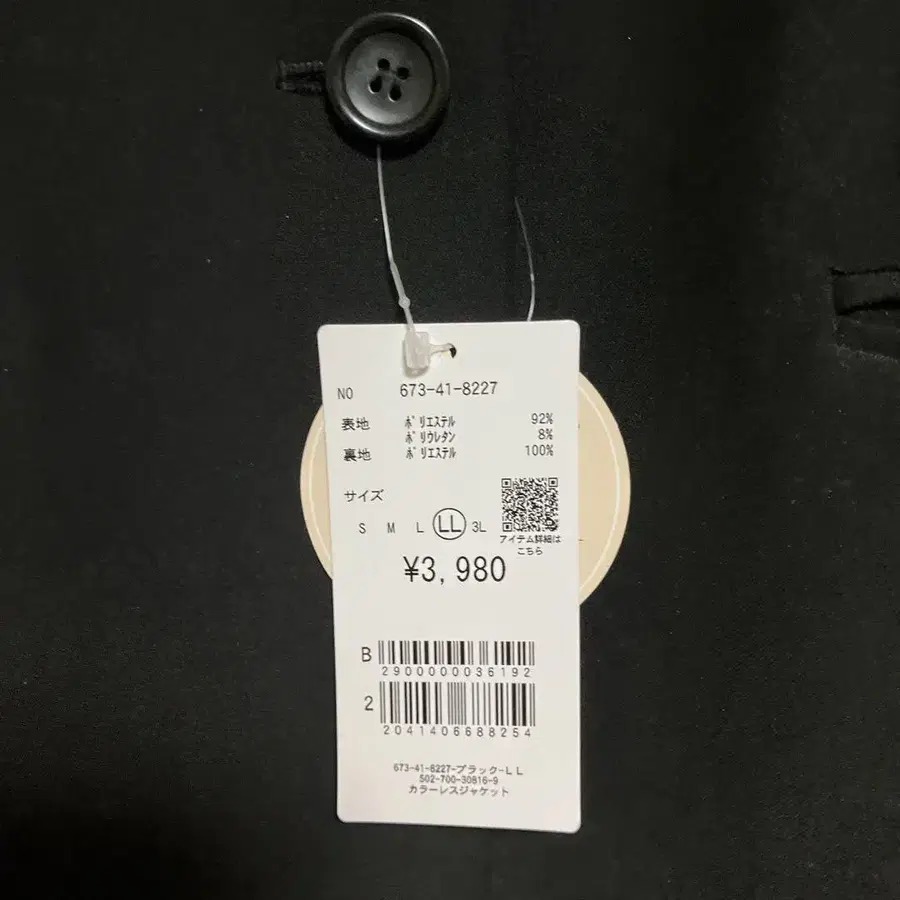 NO 673-41-8227
表地 ﾎﾟﾘｴｽﾃﾙ 92%
ﾎﾟﾘｳﾚﾀﾝ 8%
裏地 ﾎﾟﾘｴｽﾃﾙ 100%
サイズ
S M L LL 3L
アイテム詳細は
こちら
¥3,980
B
2900000036192
2
2041406688254
673-41-8227-ブラック-LL
502-700-30816-9
カラーレスジャケット